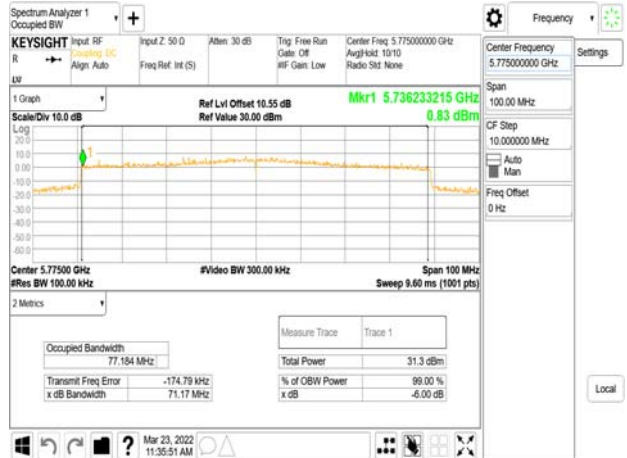 Spectrum Analyzer 1
Occupied BW
Frequency
KEYSIGHT
Input: RF
Coupling: DC
Align: Auto
Input Z: 50 Ω
Freq Ref: Int (S)
Atten: 30 dB
Trig: Free Run
Gate: Off
#IF Gain: Low
Center Freq: 5.775000000 GHz
Avg|Hold: 10/10
Radio Std: None
R
LXI
Center Frequency
5.775000000 GHz
Settings
Span
100.00 MHz
CF Step
10.000000 MHz
Auto
Man
Freq Offset
0 Hz
Local
1 Graph
Scale/Div 10.0 dB
Ref Lvl Offset 10.55 dB
Ref Value 30.00 dBm
Mkr1 5.736233215 GHz
0.83 dBm
Log
20.0
10.0
0.00
-10.0
-20.0
-30.0
-40.0
-50.0
-60.0
1
Center 5.77500 GHz
#Res BW 100.00 kHz
#Video BW 300.00 kHz
Span 100 MHz
Sweep 9.60 ms (1001 pts)
2 Metrics
Measure Trace
Trace 1
Occupied Bandwidth
77.184 MHz
Total Power
31.3 dBm
Transmit Freq Error
-174.79 kHz
% of OBW Power
99.00 %
x dB Bandwidth
71.17 MHz
x dB
-6.00 dB
?
Mar 23, 2022
11:35:51 AM